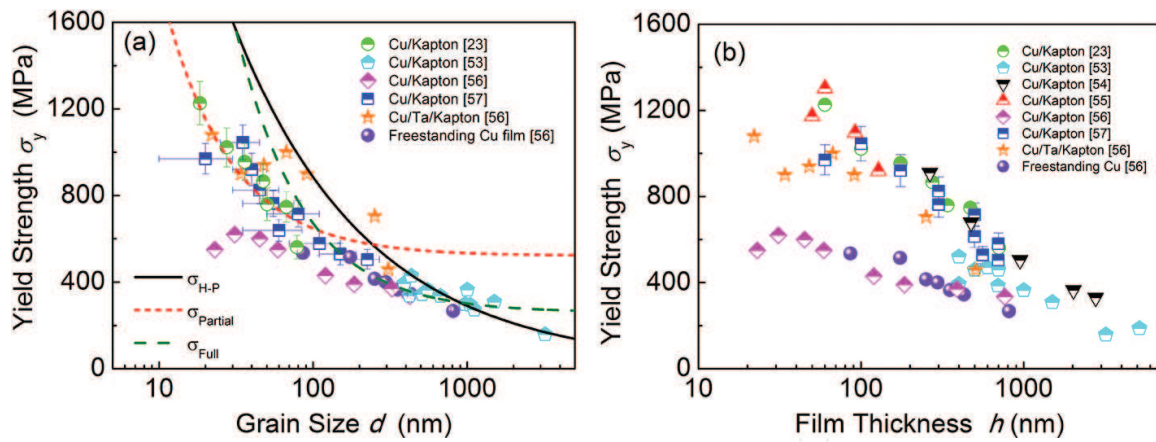 (a)
Yield Strength σy (MPa)
1600
1200
800
400
0
Cu/Kapton [23]
Cu/Kapton [53]
Cu/Kapton [56]
Cu/Kapton [57]
Cu/Ta/Kapton [56]
Freestanding Cu film [56]
σH-P
σPartial
σFull
10
100
1000
Grain Size d (nm)
(b)
Yield Strength σy (MPa)
1600
1200
800
400
0
Cu/Kapton [23]
Cu/Kapton [53]
Cu/Kapton [54]
Cu/Kapton [55]
Cu/Kapton [56]
Cu/Kapton [57]
Cu/Ta/Kapton [56]
Freestanding Cu [56]
10
100
1000
Film Thickness h (nm)